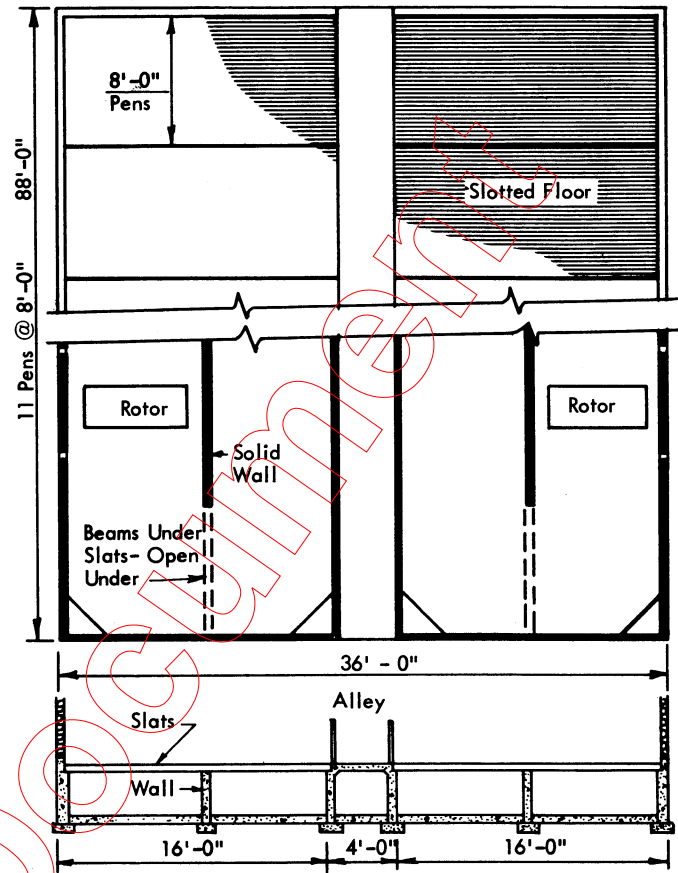 8'-0"
Pens
88'-0"
11 Pens @ 8'-0"
Slotted Floor
Rotor
Rotor
Solid
Wall
Beams Under
Slats- Open
Under
36' - 0"
Alley
Slats
Wall
16'-0"
4'-0"
16'-0"
ocument